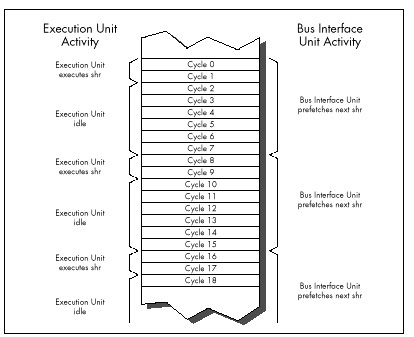 Execution Unit
Activity
Bus Interface
Unit Activity
Execution Unit
executes shr
Execution Unit
idle
Execution Unit
executes shr
Execution Unit
idle
Execution Unit
executes shr
Execution Unit
idle
Cycle 0
Cycle 1
Cycle 2
Cycle 3
Cycle 4
Cycle 5
Cycle 6
Cycle 7
Cycle 8
Cycle 9
Cycle 10
Cycle 11
Cycle 12
Cycle 13
Cycle 14
Cycle 15
Cycle 16
Cycle 17
Cycle 18
Bus Interface Unit
prefetches next shr
Bus Interface Unit
prefetches next shr
Bus Interface Unit
prefetches next shr